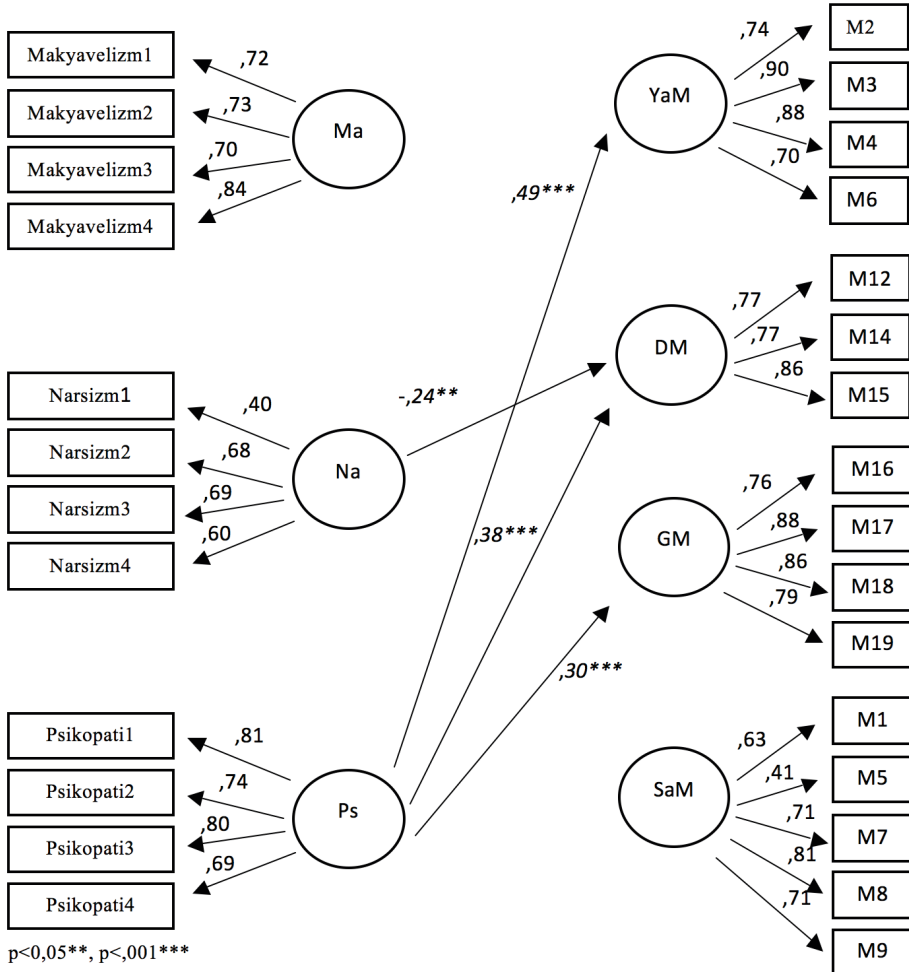 Makyavelizm1
Makyavelizm2
Makyavelizm3
Makyavelizm4
,72
,73
,70
,84
Ma
Narsizm1
Narsizm2
Narsizm3
Narsizm4
,40
,68
,69
,60
Na
Psikopati1
Psikopati2
Psikopati3
Psikopati4
,81
,74
,80
,69
Ps
,49***
-,24**
,38***
,30***
YaM
,74
,90
,88
,70
M2
M3
M4
M6
DM
,77
,77
,86
M12
M14
M15
GM
,76
,88
,86
,79
M16
M17
M18
M19
SaM
,63
,41
,71
,81
,71
M1
M5
M7
M8
M9
p<0,05**, p<,001***